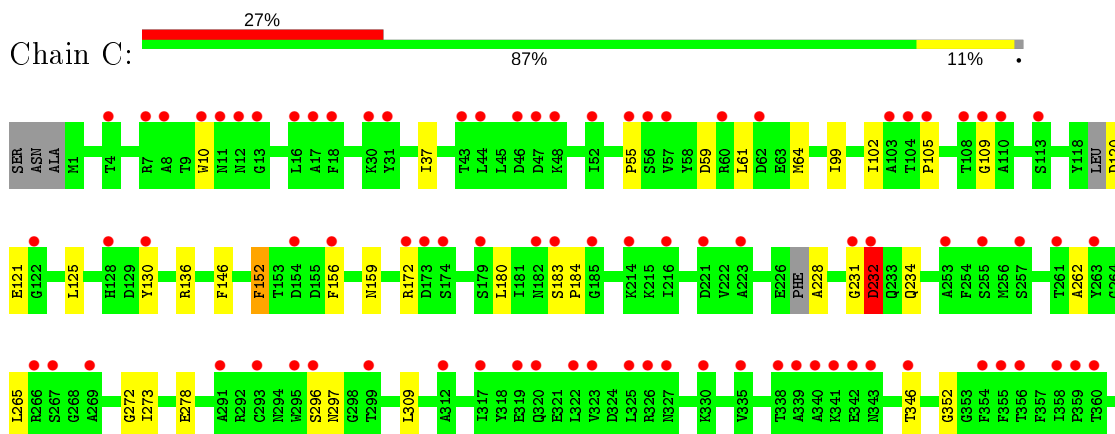 27%
Chain C:
87% 11% •
SER ASN ALA M1 T4 R7 A8 T9 W10 N11 N12 G13 L16 A17 F18 K30 Y31 I37 T43 L44 L45 D46 D47 K48 I52 P55 S56 V57 Y58 D59 R60 L61 D62 E63 M64 I99 I102 A103 T104 P105 T108 G109 A110 S113 Y118 LEU D120
E121 G122 L125 H128 D129 Y130 R136 F146 F152 T153 D154 D155 F156 N159 R172 D173 S174 S179 L180 I181 N182 S183 P184 G185 K214 K215 I216 D221 V222 A223 E226 PHE A228 G231 D232 Q233 Q234 A253 F254 S255 M256 S257 T261 A262 Y263 G264
L265 R266 S267 G268 A269 G272 I273 E278 A291 R292 C293 N294 W295 S296 N297 G298 T299 L309 A312 I317 Y318 E319 Q320 E321 L322 V323 D324 L325 R326 N327 K330 V335 T338 A339 A340 K341 E342 N343 T346 G352 G353 F354 F355 T356 F357 I358 P359 T360